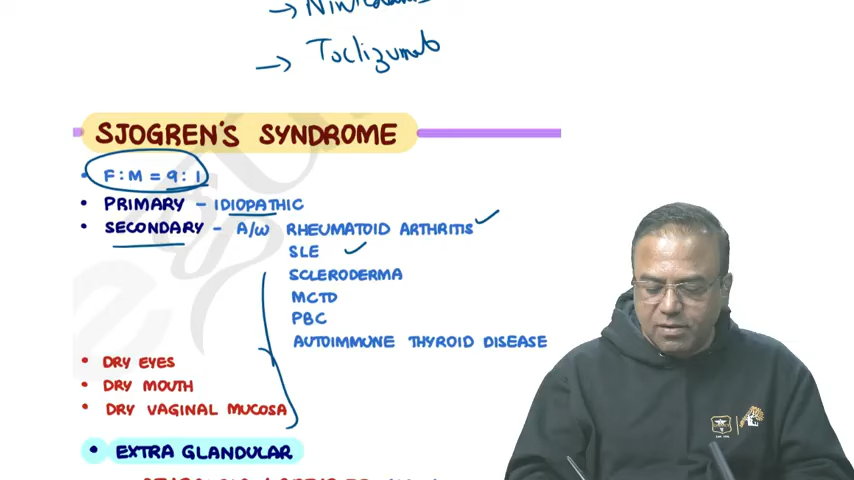 →
→ Toclizumab
SJOGREN'S SYNDROME
• F:M = 9:1
• PRIMARY - IDIOPATHIC
• SECONDARY - A/W RHEUMATOID ARTHRITIS
SLE
SCLERODERMA
MCTD
PBC
AUTOIMMUNE THYROID DISEASE
• DRY EYES
• DRY MOUTH
• DRY VAGINAL MUCOSA
• EXTRA GLANDULAR